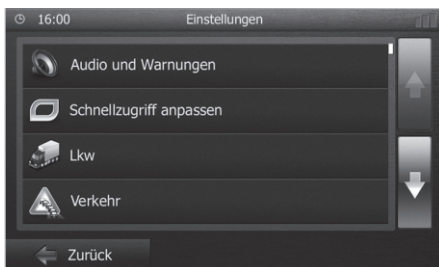 16:00 Einstellungen
Audio und Warnungen
Schnellzugriff anpassen
Lkw
Verkehr
Zurück